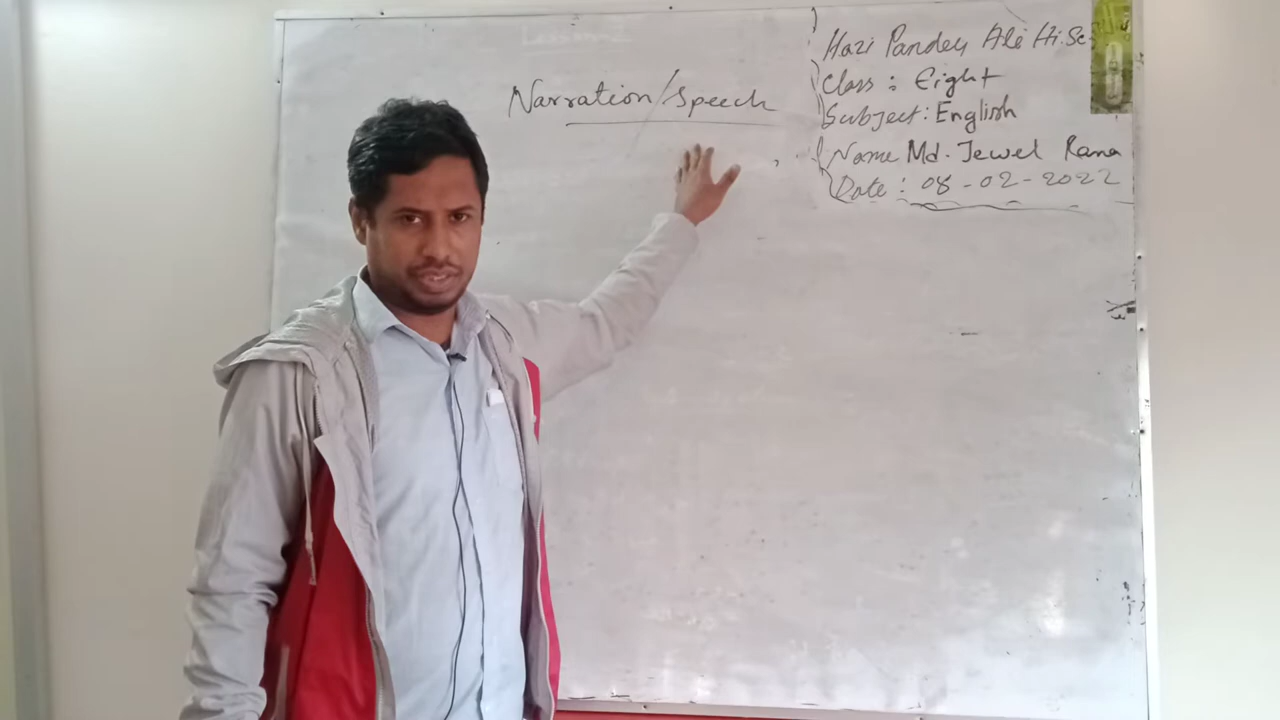 Narration/Speech
Hazi Pandey Ali Hi. Sc
Class : Eight
Subject : English
Name Md. Jewel Rana
Date : 08-02-2022